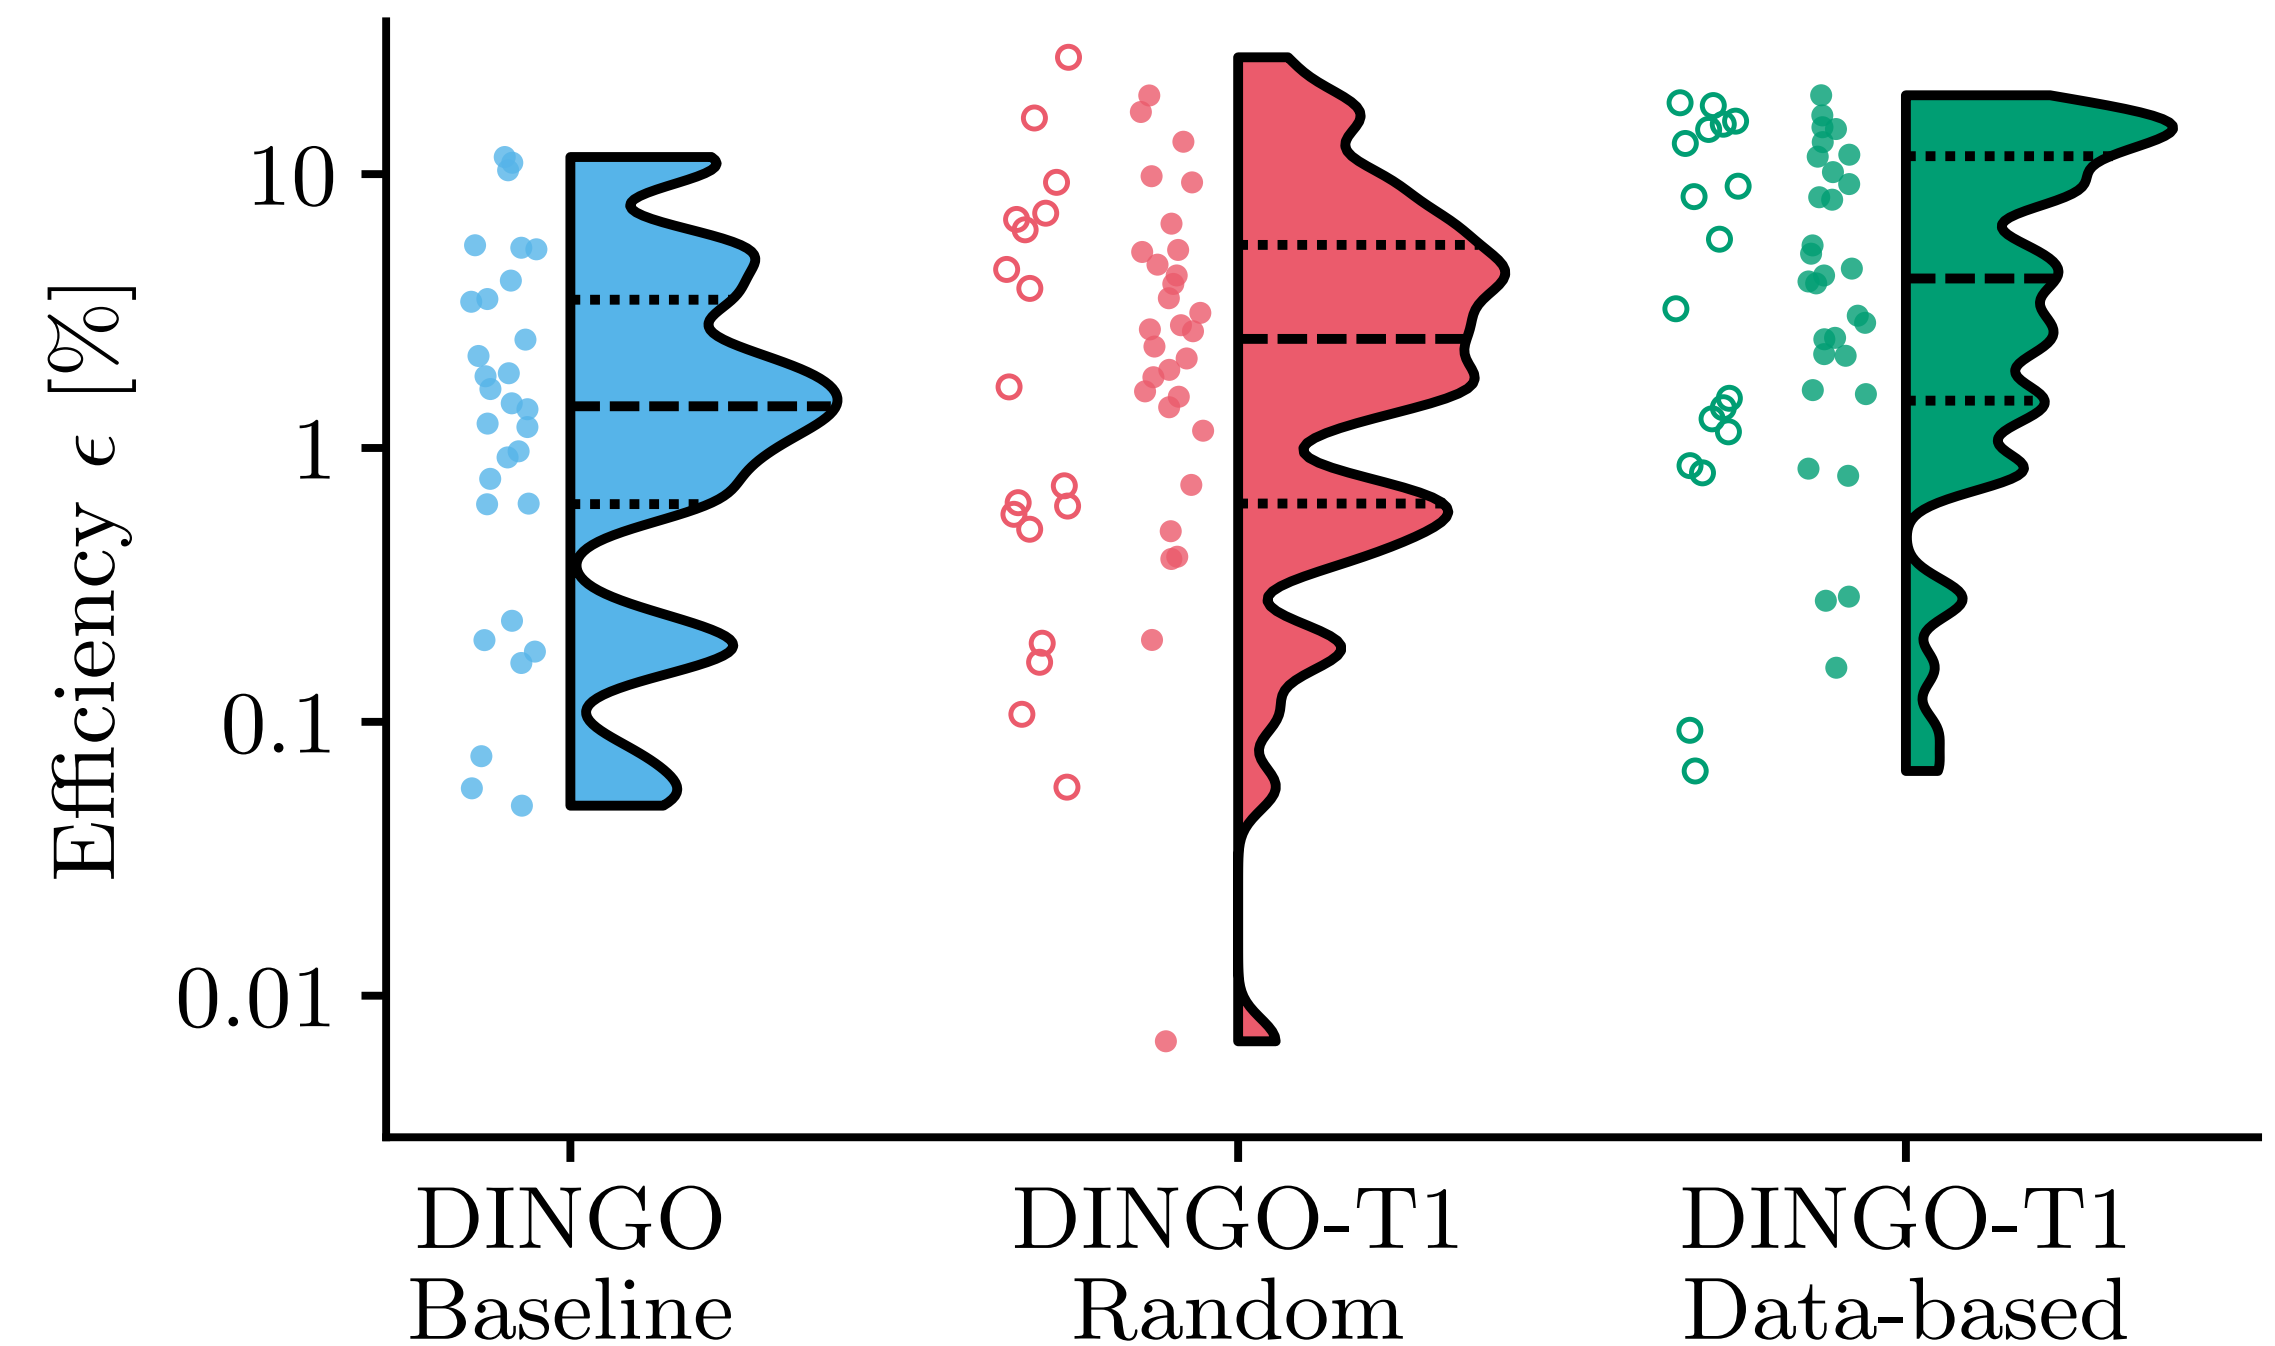 Efficiency ϵ [%]
10
1
0.1
0.01
DINGO
Baseline
DINGO-T1
Random
DINGO-T1
Data-based